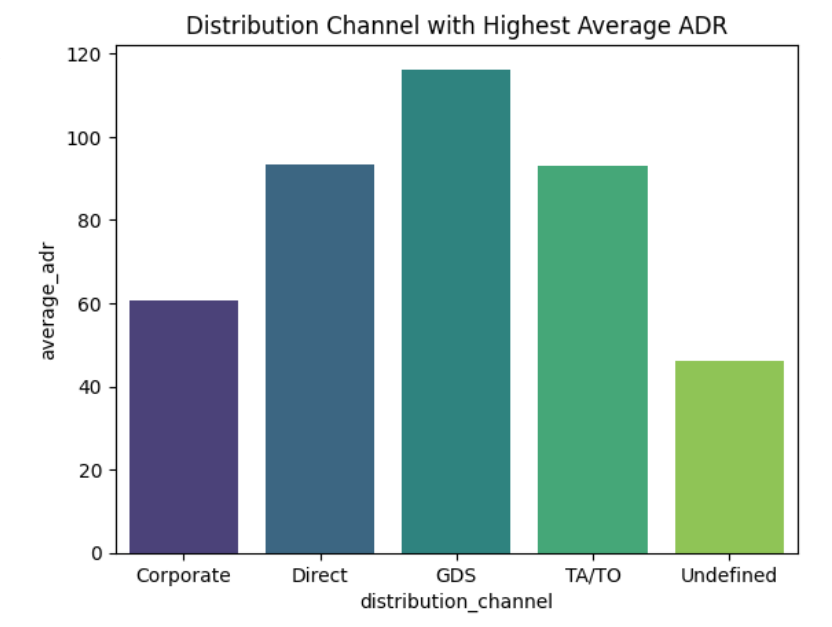 Distribution Channel with Highest Average ADR
120
100
80
60
40
20
0
average_adr
Corporate Direct GDS TA/TO Undefined
distribution_channel